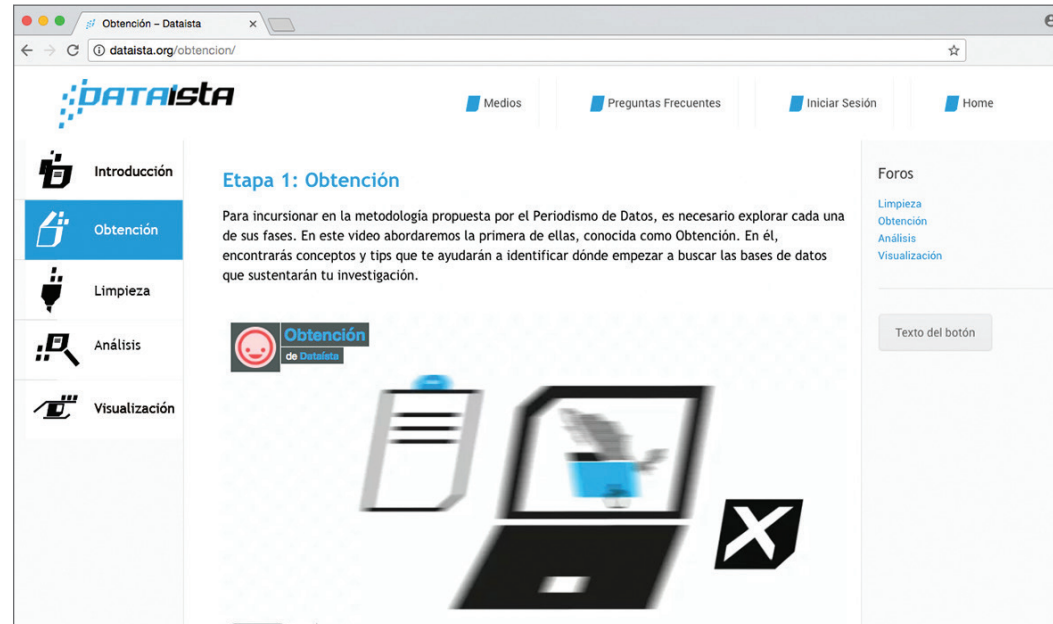 Obtención – Dataista
dataista.org/obtencion/
DATAISTA
Medios
Preguntas Frecuentes
Iniciar Sesión
Home
Introducción
Obtención
Limpieza
Análisis
Visualización
Etapa 1: Obtención
Para incursionar en la metodología propuesta por el Periodismo de Datos, es necesario explorar cada una
de sus fases. En este video abordaremos la primera de ellas, conocida como Obtención. En él,
encontrarás conceptos y tips que te ayudarán a identificar dónde empezar a buscar las bases de datos
que sustentarán tu investigación.
Obtención
de Dataísta
X
Foros
Limpieza
Obtención
Análisis
Visualización
Texto del botón